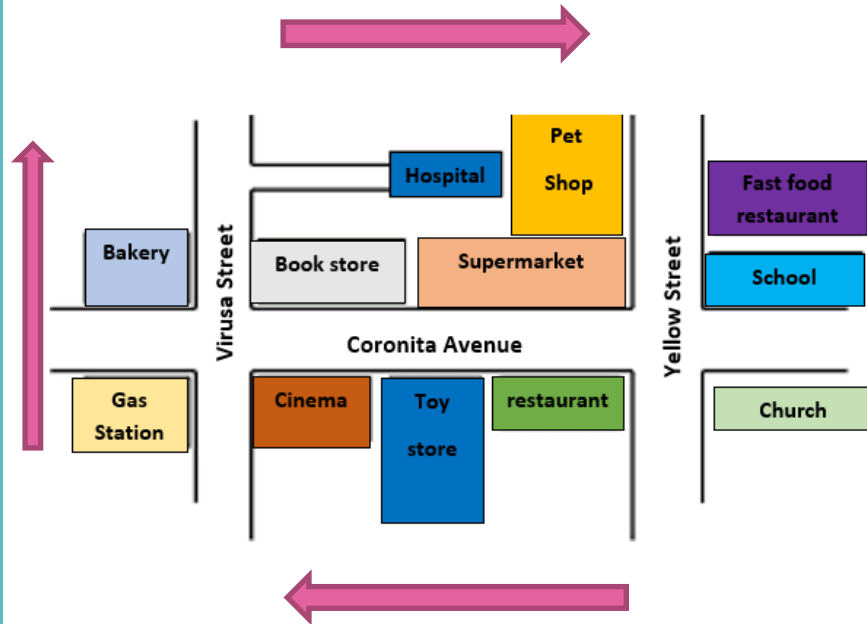 Pet
Shop
Hospital
Fast food
restaurant
Bakery
Virusa Street
Book store
Supermarket
Yellow Street
School
Coronita Avenue
Gas
Station
Cinema
Toy
store
restaurant
Church